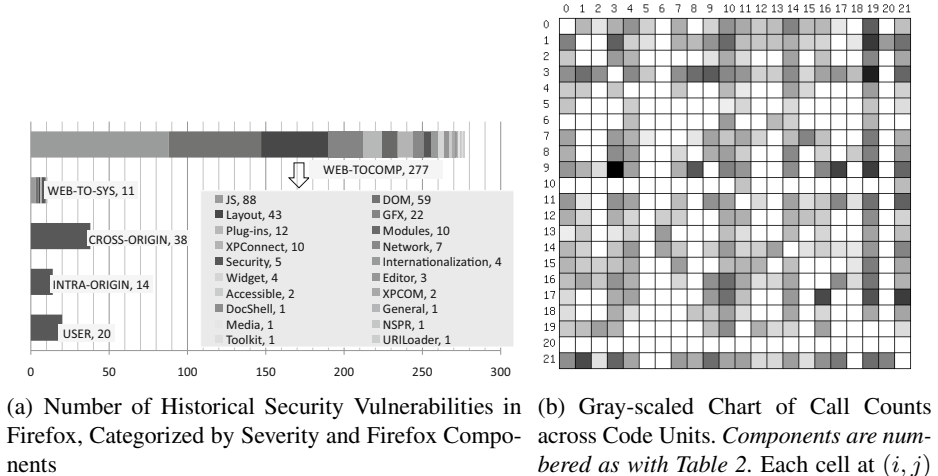 0 1 2 3 4 5 6 7 8 9 10 11 12 13 14 15 16 17 18 19 20 21
0
1
2
3
4
5
6
7
8
9
10
11
12
13
14
15
16
17
18
19
20
21
WEB-TOCOMP, 277
WEB-TO-SYS, 11
CROSS-ORIGIN, 38
INTRA-ORIGIN, 14
USER, 20
JS, 88 DOM, 59
Layout, 43 GFX, 22
Plug-ins, 12 Modules, 10
XPConnect, 10 Network, 7
Security, 5 Internationalization, 4
Widget, 4 Editor, 3
Accessible, 2 XPCOM, 2
DocShell, 1 General, 1
Media, 1 NSPR, 1
Toolkit, 1 URILoader, 1
0 50 100 150 200 250 300
(a) Number of Historical Security Vulnerabilities in
Firefox, Categorized by Severity and Firefox Compo-
nents
(b) Gray-scaled Chart of Call Counts
across Code Units. Components are num-
bered as with Table 2. Each cell at (i, j)